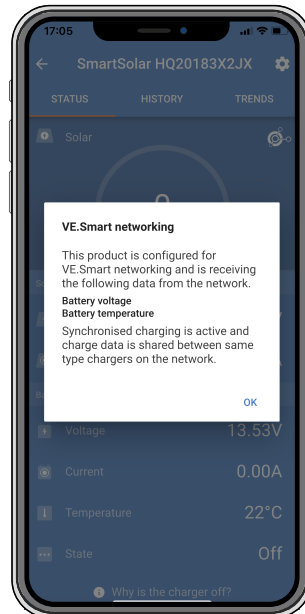 17:05
SmartSolar HQ20183X2JX
STATUS HISTORY TRENDS
Solar
VE.Smart networking
This product is configured for
VE.Smart networking and is receiving
the following data from the network.
Battery voltage
Battery temperature
Synchronised charging is active and
charge data is shared between same
type chargers on the network.
OK
Voltage 13.53V
Current 0.00A
Temperature 22°C
State Off
Why is the charger off?